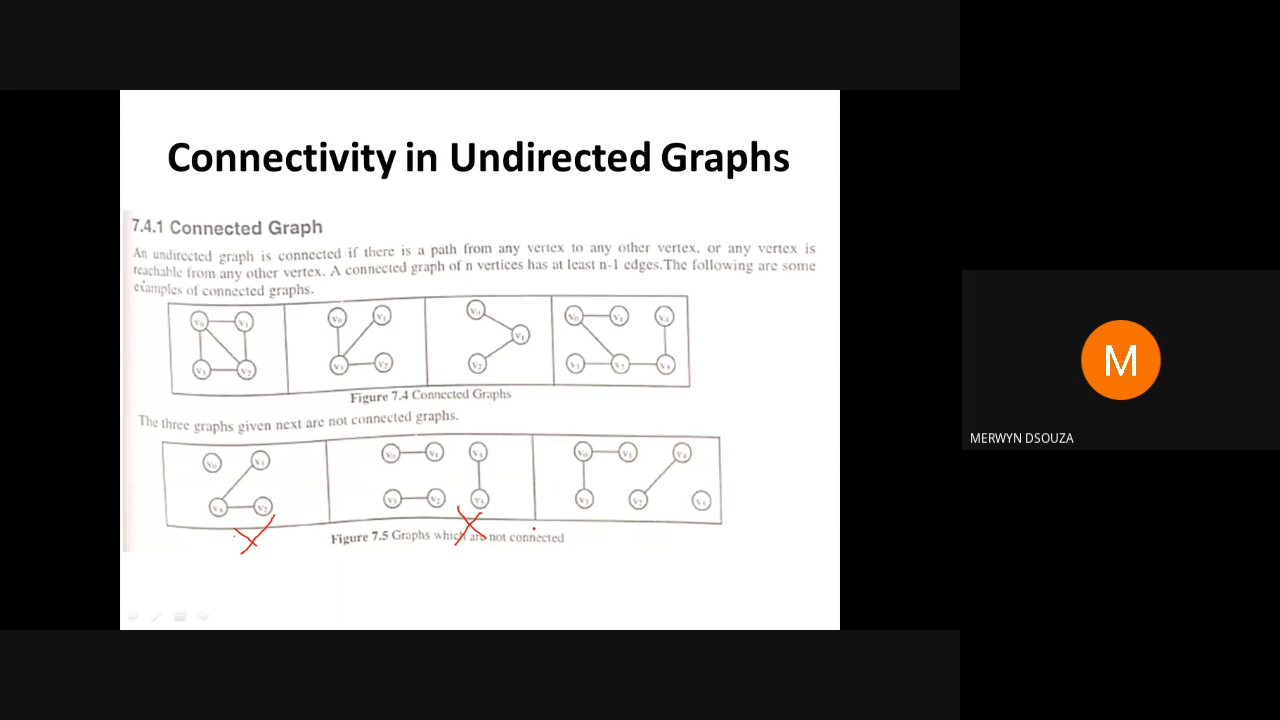 Connectivity in Undirected Graphs
7.4.1 Connected Graph
An undirected graph is connected if there is a path from any vertex to any other vertex, or any vertex is
reachable from any other vertex. A connected graph of n vertices has at least n-1 edges.The following are some
examples of connected graphs.
Figure 7.4 Connected Graphs
The three graphs given next are not connected graphs.
Figure 7.5 Graphs which are not connected
M
MERWYN DSOUZA